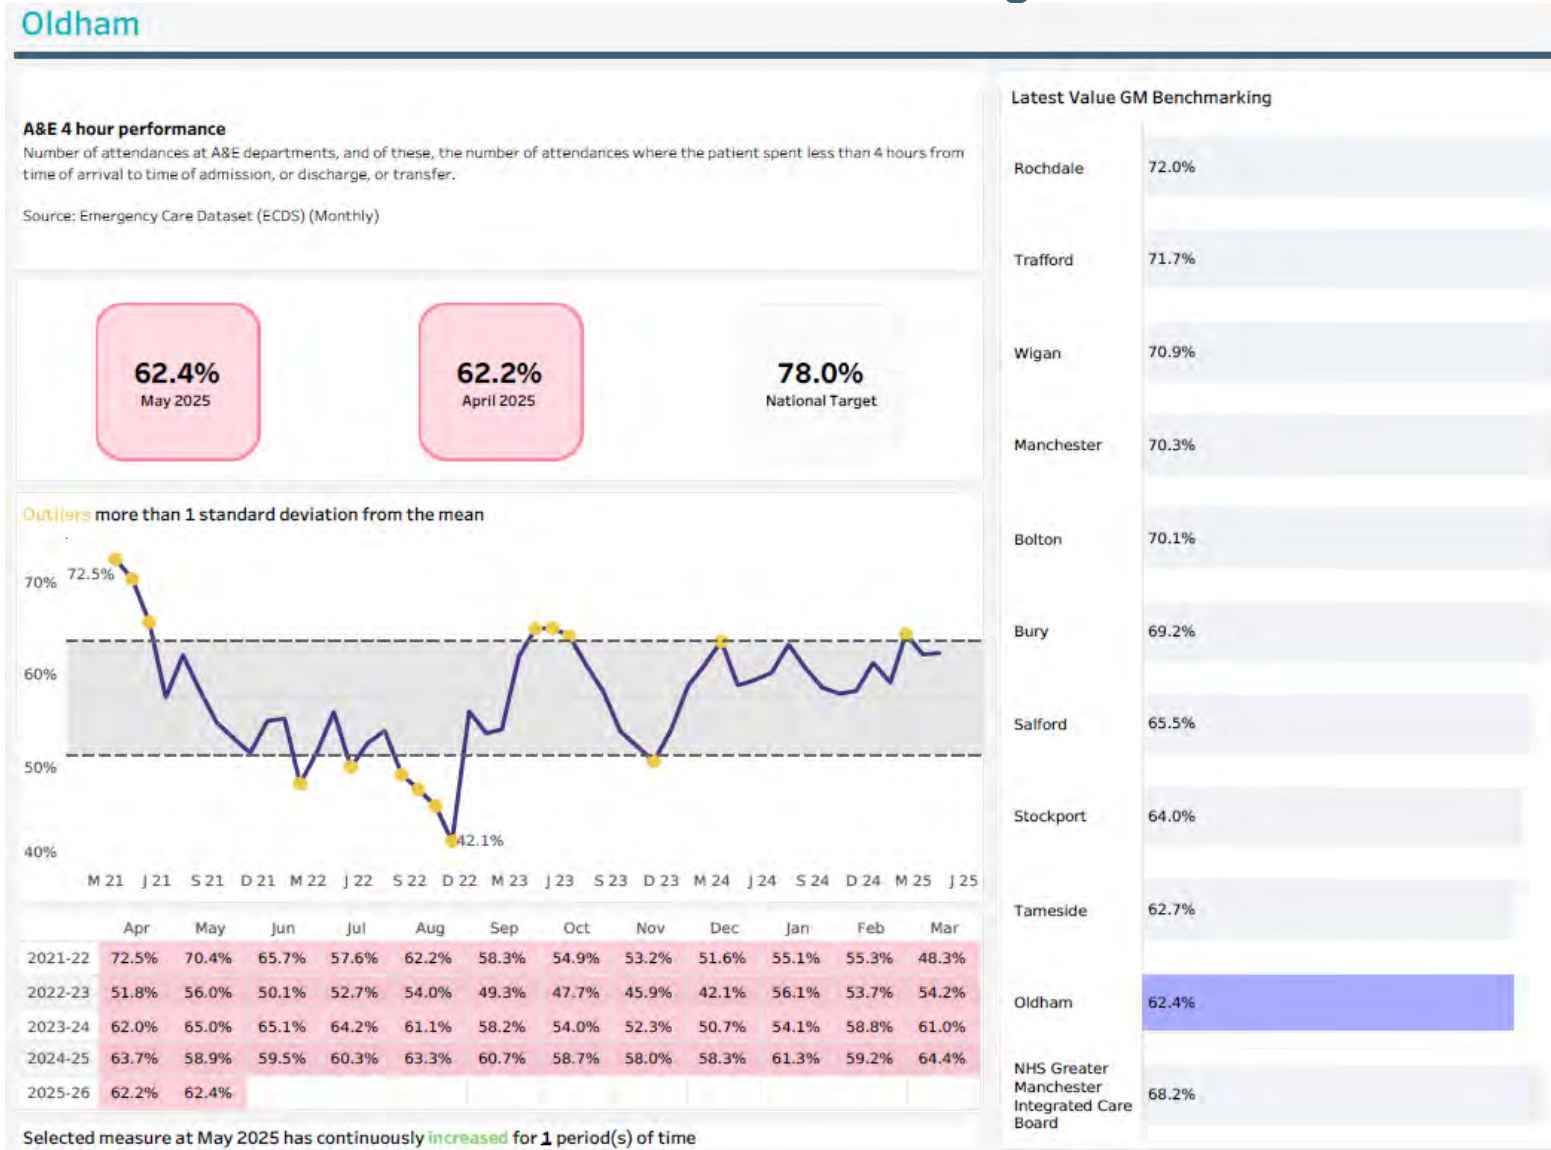 Oldham
A&E 4 hour performance
Number of attendances at A&E departments, and of these, the number of attendances where the patient spent less than 4 hours from
time of arrival to time of admission, or discharge, or transfer.
Source: Emergency Care Dataset (ECDS) (Monthly)
62.4%
May 2025
62.2%
April 2025
78.0%
National Target
Outliers more than 1 standard deviation from the mean
70%
60%
50%
40%
72.5%
42.1%
M 21 J 21 S 21 D 21 M 22 J 22 S 22 D 22 M 23 J 23 S 23 D 23 M 24 J 24 S 24 D 24 M 25 J 25
Apr May Jun Jul Aug Sep Oct Nov Dec Jan Feb Mar
2021-22 72.5% 70.4% 65.7% 57.6% 62.2% 58.3% 54.9% 53.2% 51.6% 55.1% 55.3% 48.3%
2022-23 51.8% 56.0% 50.1% 52.7% 54.0% 49.3% 47.7% 45.9% 42.1% 56.1% 53.7% 54.2%
2023-24 62.0% 65.0% 65.1% 64.2% 61.1% 58.2% 54.0% 52.3% 50.7% 54.1% 58.8% 61.0%
2024-25 63.7% 58.9% 59.5% 60.3% 63.3% 60.7% 58.7% 58.0% 58.3% 61.3% 59.2% 64.4%
2025-26 62.2% 62.4%
Selected measure at May 2025 has continuously increased for 1 period(s) of time
Latest Value GM Benchmarking
Rochdale 72.0%
Trafford 71.7%
Wigan 70.9%
Manchester 70.3%
Bolton 70.1%
Bury 69.2%
Salford 65.5%
Stockport 64.0%
Tameside 62.7%
Oldham 62.4%
NHS Greater
Manchester
Integrated Care
Board
68.2%